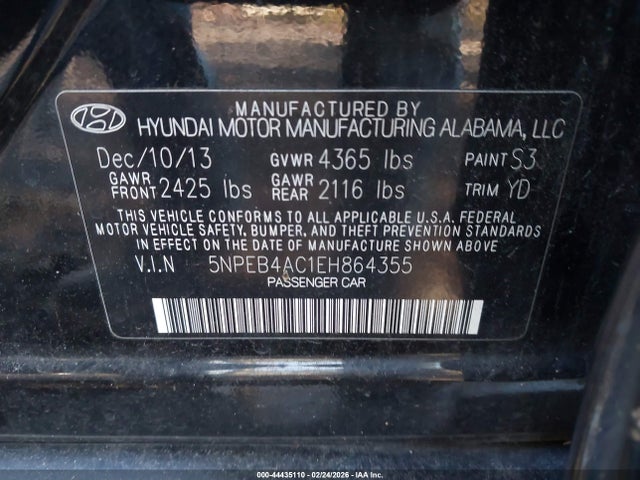 MANUFACTURED BY
HYUNDAI MOTOR MANUFACTURING ALABAMA, LLC
Dec/10/13 GVWR 4365 lbs PAINT S3
GAWR FRONT 2425 lbs GAWR REAR 2116 lbs TRIM YD
THIS VEHICLE CONFORMS TO ALL APPLICABLE U.S.A. FEDERAL
MOTOR VEHICLE SAFETY, BUMPER, AND THEFT PREVENTION STANDARDS
IN EFFECT ON THE DATE OF MANUFACTURE SHOWN ABOVE.
V.I.N 5NPEB4AC1EH864355
PASSENGER CAR
000-44435110 - 02/24/2026 - IAA Inc.